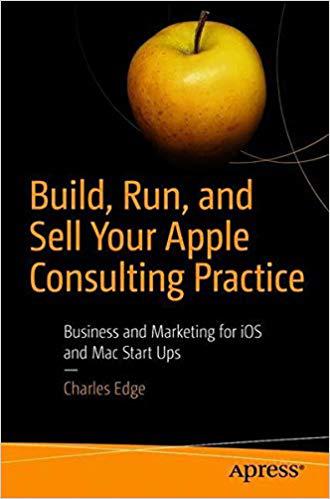 Build, Run, and
Sell Your Apple
Consulting Practice
Business and Marketing for iOS
and Mac Start Ups
Charles Edge
Apress®